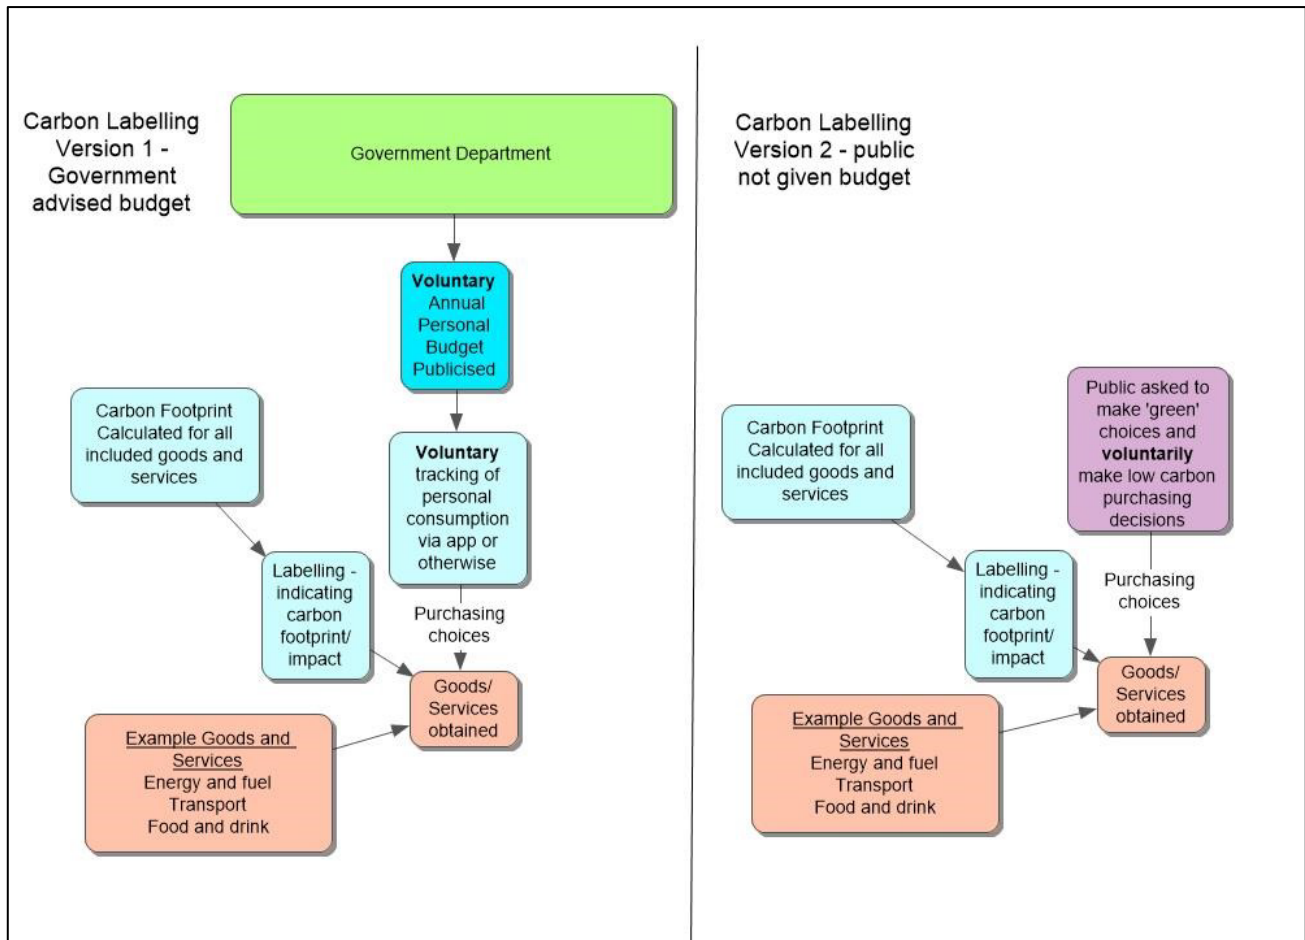 Carbon Labelling
Version 1 -
Government
advised budget
Government Department
Voluntary
Annual
Personal
Budget
Publicised
Carbon Footprint
Calculated for all
included goods and
services
Voluntary
tracking of
personal
consumption
via app or
otherwise
Labelling -
indicating
carbon
footprint/
impact
Purchasing
choices
Goods/
Services
obtained
Example Goods and
Services
Energy and fuel
Transport
Food and drink
Carbon Labelling
Version 2 - public
not given budget
Carbon Footprint
Calculated for all
included goods and
services
Public asked to
make 'green'
choices and
voluntarily
make low carbon
purchasing
decisions
Labelling -
indicating
carbon
footprint/
impact
Purchasing
choices
Goods/
Services
obtained
Example Goods and
Services
Energy and fuel
Transport
Food and drink